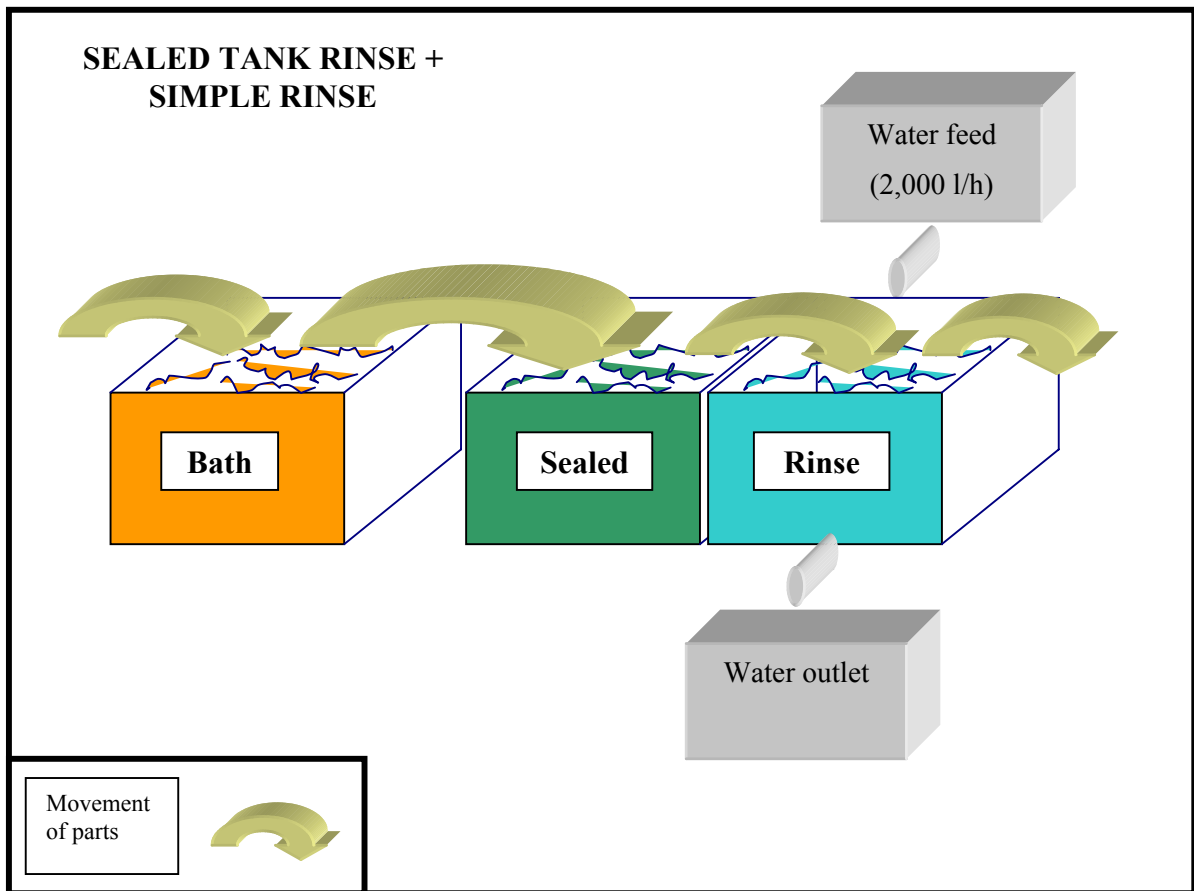 SEALED TANK RINSE +
SIMPLE RINSE
Water feed
(2,000 l/h)
Bath
Sealed
Rinse
Water outlet
Movement
of parts